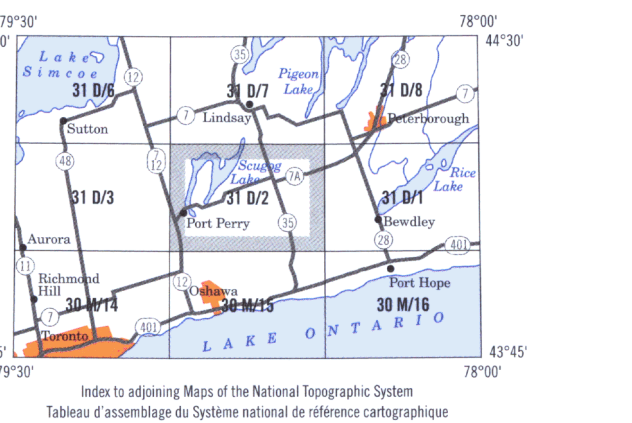 79°30'
78°00'
0'
44°30'
35
28
Lake
Simcoe
12
Pigeon
Lake
31 D/6
31 D/7
31 D/8
7
7
Lindsay
Peterborough
Sutton
7
12
48
Scugog
Lake
7A
Rice
Lake
31 D/3
31 D/2
31 D/1
Port Perry
35
Bewdley
Aurora
28
401
11
Richmond
Hill
12
Oshawa
Port Hope
30 M/14
30 M/15
30 M/16
7
401
Toronto
LAKE ONTARIO
5'
43°45'
79°30'
78°00'
Index to adjoining Maps of the National Topographic System
Tableau d'assemblage du Système national de référence cartographique